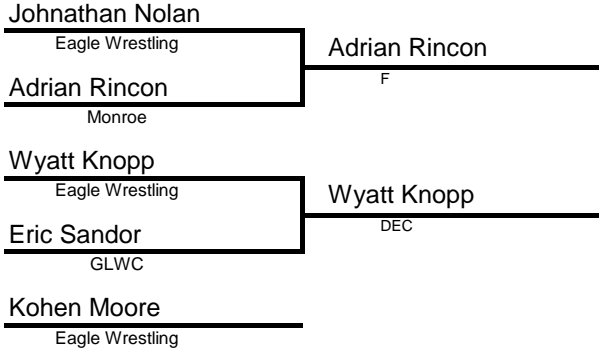 Johnathan Nolan
Eagle Wrestling
Adrian Rincon
F
Adrian Rincon
Monroe
Wyatt Knopp
Eagle Wrestling
Wyatt Knopp
DEC
Eric Sandor
GLWC
Kohen Moore
Eagle Wrestling